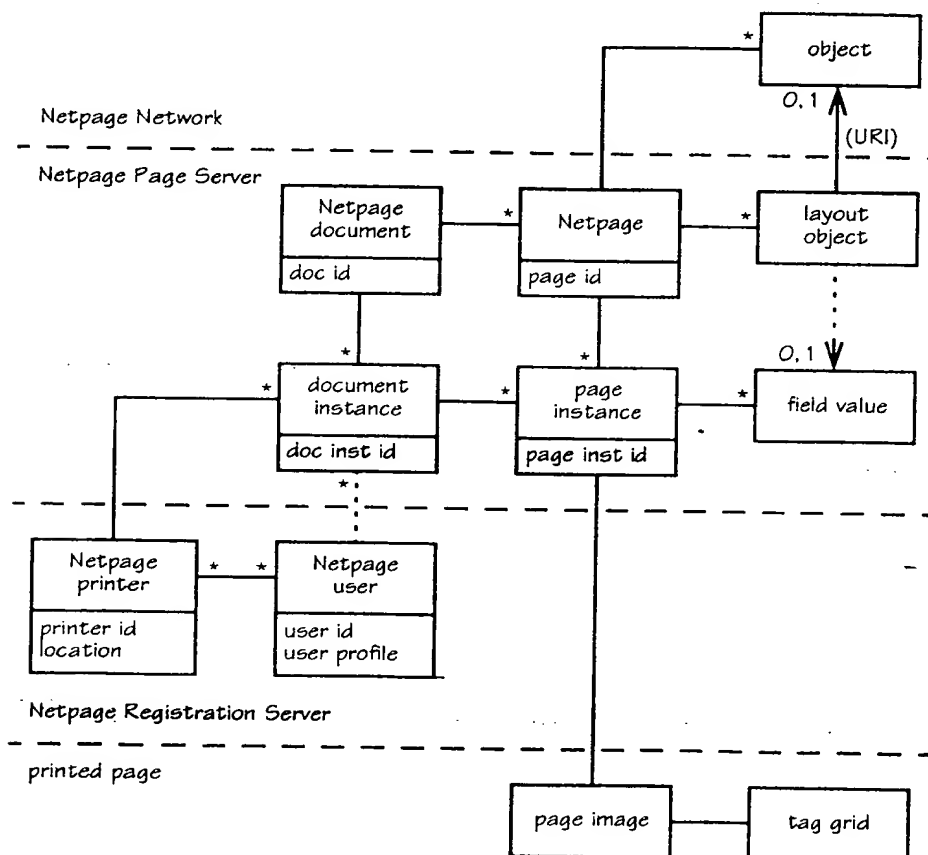 *
object
0, 1
(URI)
Netpage Network
Netpage Page Server
Netpage
document
doc id
*
Netpage
page id
*
layout
object
*
*
0, 1
*
document
instance
doc inst id
*
*
page
instance
page inst id
*
field value
Netpage
printer
printer id
location
*
*
Netpage
user
user id
user profile
Netpage Registration Server
printed page
page image
tag grid